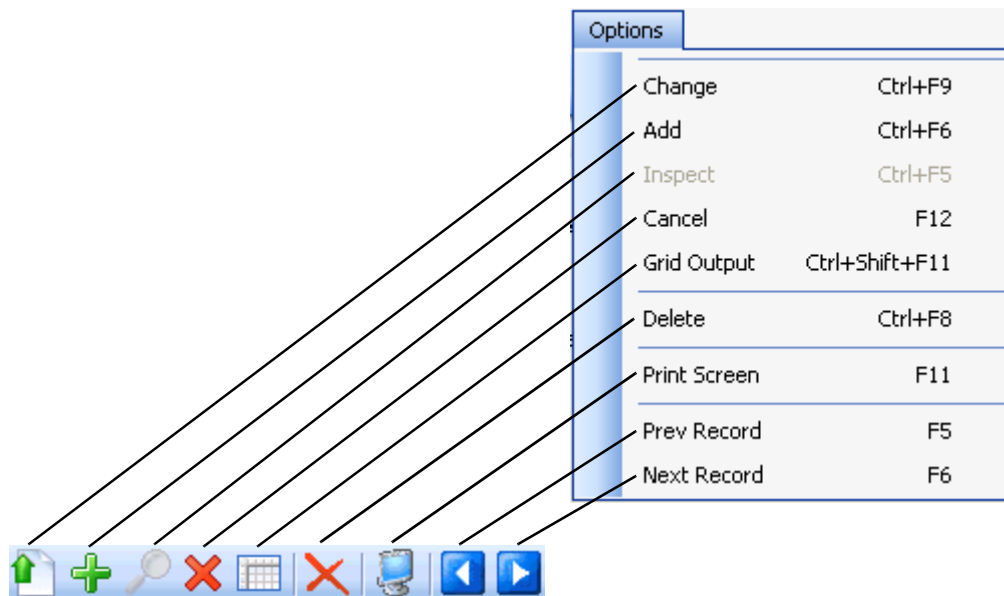 Options
Change Ctrl+F9
Add Ctrl+F6
Inspect Ctrl+F5
Cancel F12
Grid Output Ctrl+Shift+F11
Delete Ctrl+F8
Print Screen F11
Prev Record F5
Next Record F6